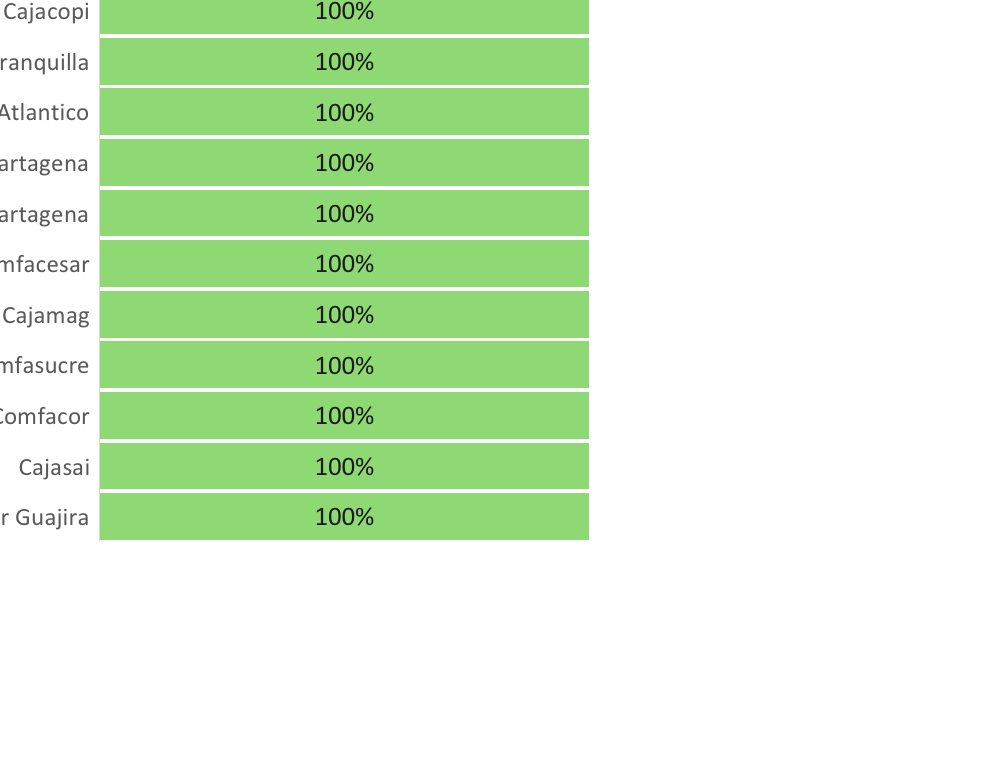 Cajacopi 100%
ranquilla 100%
Atlantico 100%
artagena 100%
artagena 100%
mfacesar 100%
Cajamag 100%
mfasucre 100%
Comfacor 100%
Cajasai 100%
r Guajira 100%